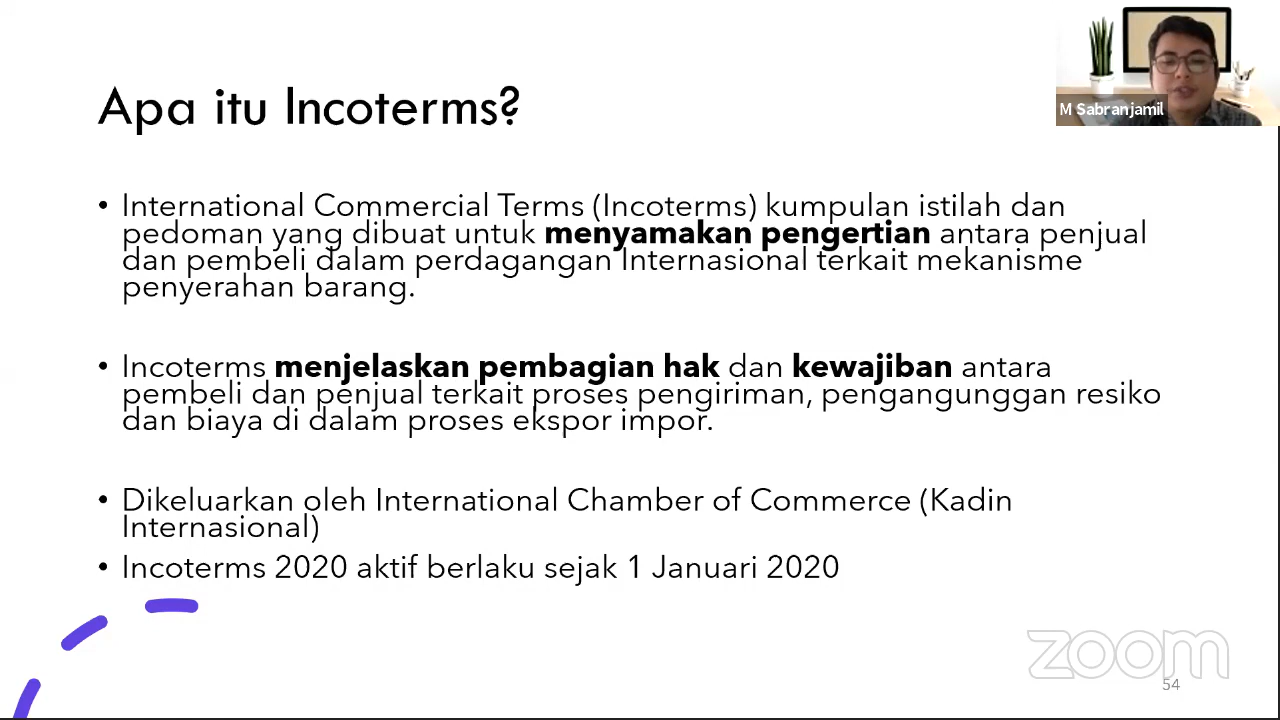 Apa itu Incoterms?
M Sabranjamil
• International Commercial Terms (Incoterms) kumpulan istilah dan
pedoman yang dibuat untuk menyamakan pengertian antara penjual
dan pembeli dalam perdagangan Internasional terkait mekanisme
penyerahan barang.
• Incoterms menjelaskan pembagian hak dan kewajiban antara
pembeli dan penjual terkait proses pengiriman, pengangunggan resiko
dan biaya di dalam proses ekspor impor.
• Dikeluarkan oleh International Chamber of Commerce (Kadin
Internasional)
• Incoterms 2020 aktif berlaku sejak 1 Januari 2020
zoom
54